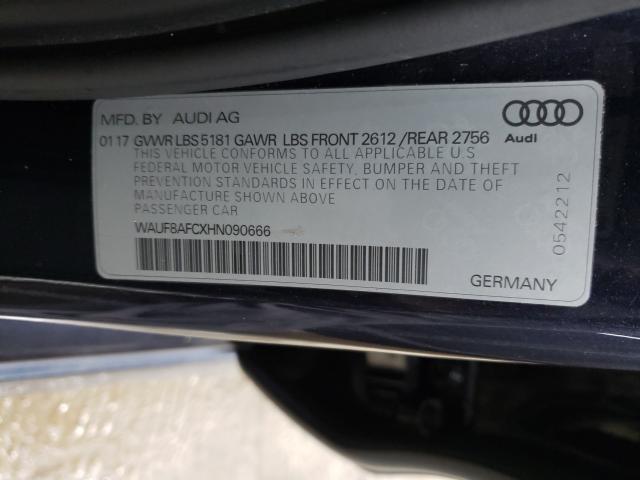 MFD. BY AUDI AG
01 17 GVWR LBS 5181 GAWR LBS FRONT 2612 /REAR 2756
THIS VEHICLE CONFORMS TO ALL APPLICABLE U.S
FEDERAL MOTOR VEHICLE SAFETY, BUMPER AND THEFT
PREVENTION STANDARDS IN EFFECT ON THE DATE OF
MANUFACTURE SHOWN ABOVE
PASSENGER CAR
WAUF8AFCXHN090666
GERMANY
Audi
0542212